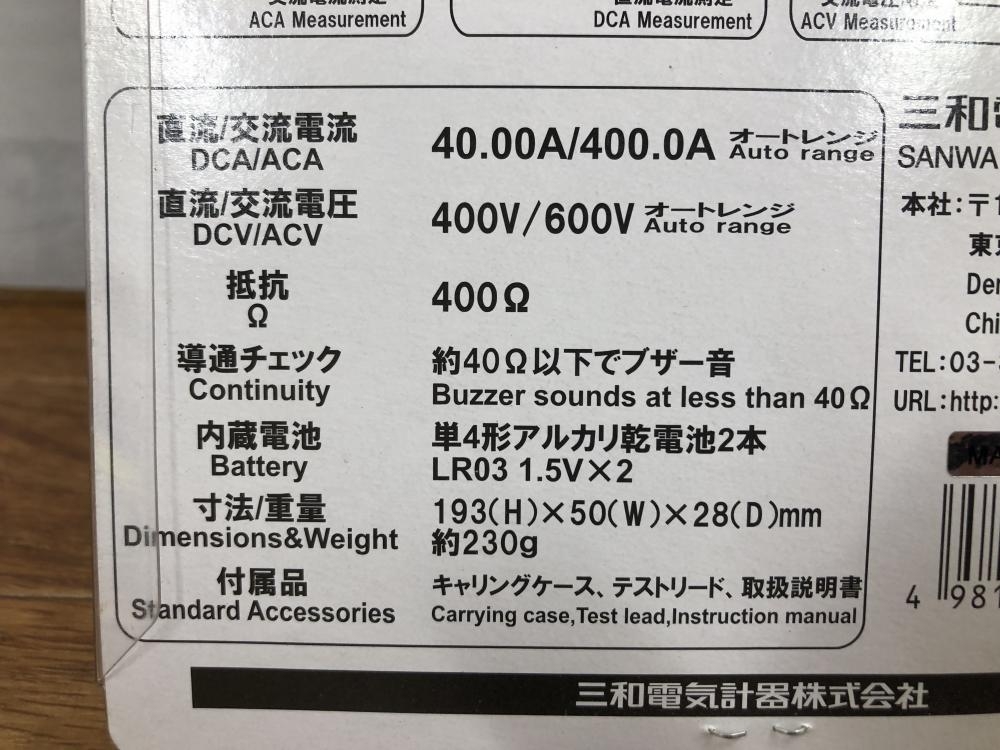 ACA Measurement
DCA Measurement
ACV Measurement
直流/交流電流
DCA/ACA
40.00A/400.0A オートレンジ
Auto range
直流/交流電圧
DCV/ACV
400V/600V オートレンジ
Auto range
抵抗
Ω
400Ω
導通チェック
Continuity
約40Ω以下でブザー音
Buzzer sounds at less than 40Ω
内蔵電池
Battery
単4形アルカリ乾電池2本
LR03 1.5V×2
寸法/重量
Dimensions&Weight
193(H)×50(W)×28(D)mm
約230g
付属品
Standard Accessories
キャリングケース、テストリード、取扱説明書
Carrying case,Test lead,Instruction manual
三和
SANWA
本社:〒1
東
Den
Chi
TEL:03-
URL:http:
MA
4 981
三和電気計器株式会社